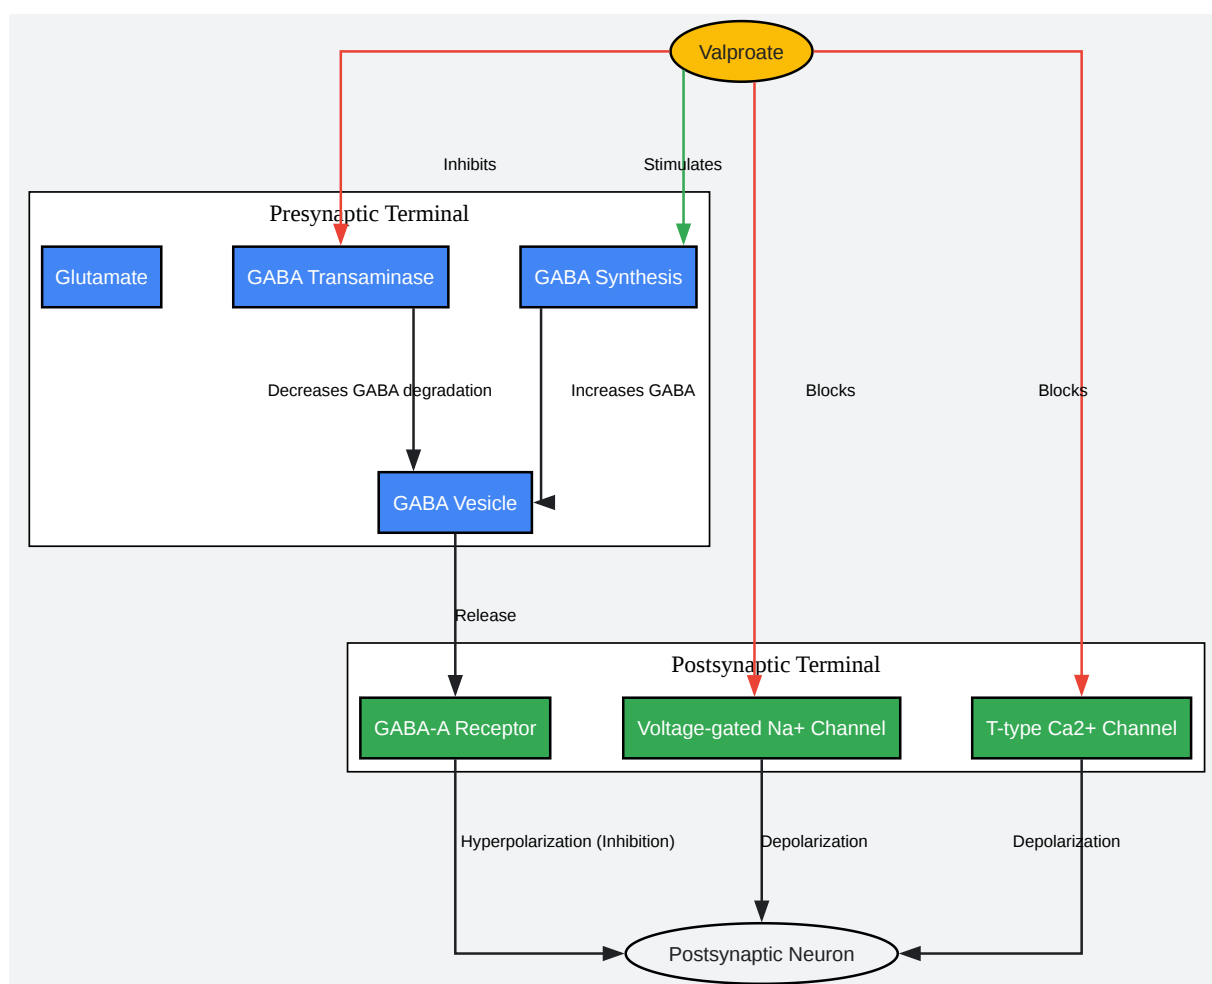 Valproate
Inhibits
Stimulates
Presynaptic Terminal
Glutamate
GABA Transaminase
GABA Synthesis
Decreases GABA degradation
Increases GABA
Blocks
Blocks
GABA Vesicle
Release
Postsynaptic Terminal
GABA-A Receptor
Voltage-gated Na+ Channel
T-type Ca2+ Channel
Hyperpolarization (Inhibition)
Depolarization
Depolarization
Postsynaptic Neuron